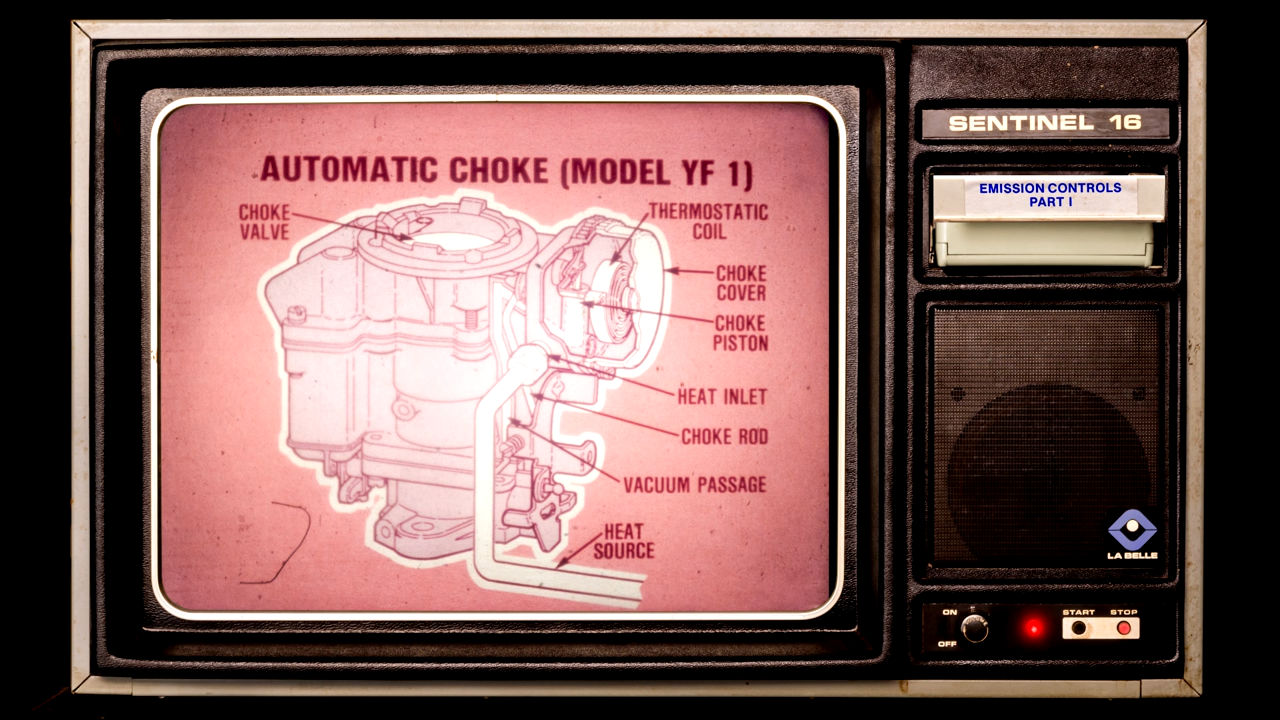 AUTOMATIC CHOKE (MODEL YF 1)
CHOKE
VALVE
THERMOSTATIC
COIL
CHOKE
COVER
CHOKE
PISTON
HEAT INLET
CHOKE ROD
VACUUM PASSAGE
HEAT
SOURCE
SENTINEL 16
EMISSION CONTROLS
PART I
LA BELLE
ON
OFF
START
STOP